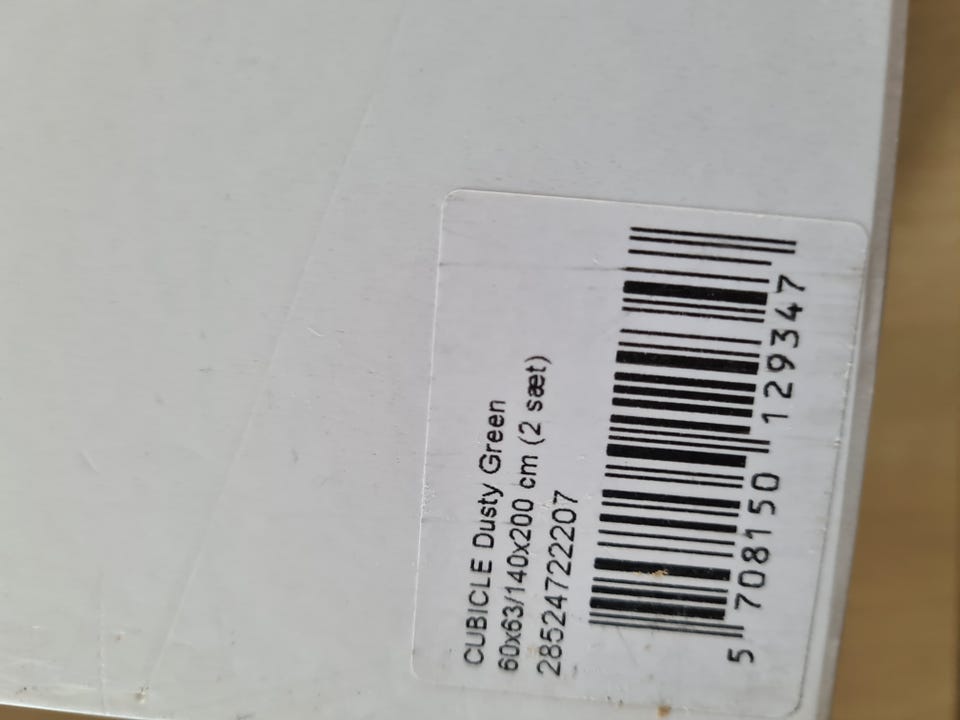 CUBICLE Dusty Green
60x63/140x200 cm (2 sæt)
28524722207
5 708150 129347